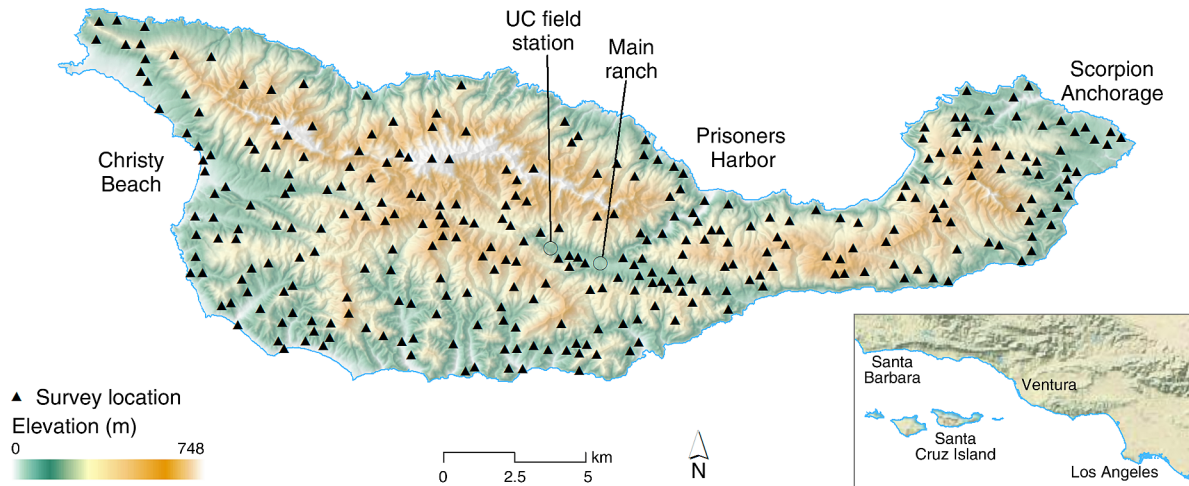 UC field
station
Main
ranch
Scorpion
Anchorage
Prisoners
Harbor
Christy
Beach
Survey location
Elevation (m)
0
748
0
2.5
5
km
N
Santa
Barbara
Ventura
Santa
Cruz Island
Los Angeles